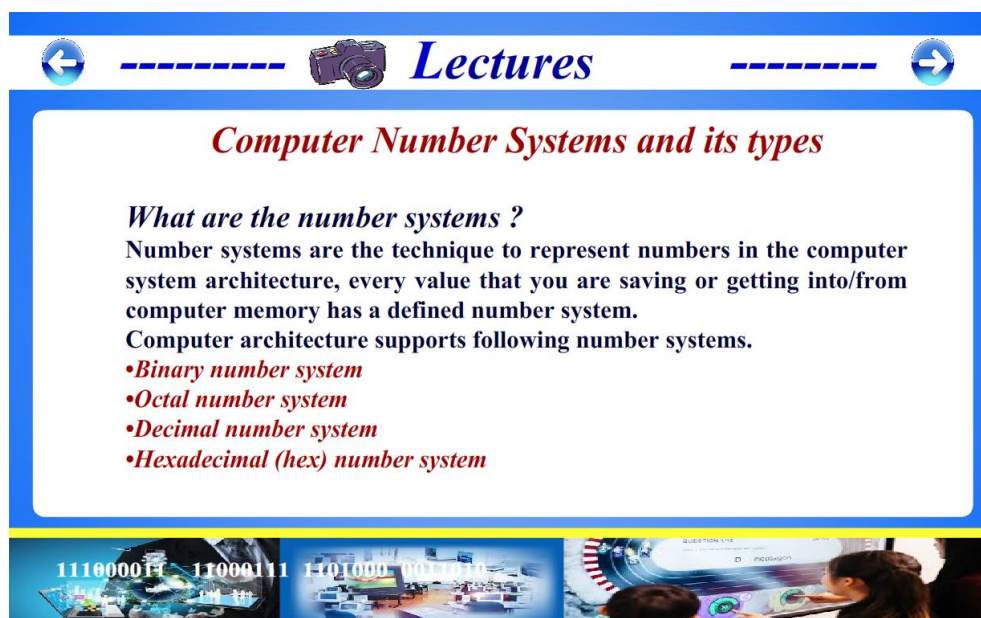 Lectures
Computer Number Systems and its types
What are the number systems ?
Number systems are the technique to represent numbers in the computer
system architecture, every value that you are saving or getting into/from
computer memory has a defined number system.
Computer architecture supports following number systems.
•Binary number system
•Octal number system
•Decimal number system
•Hexadecimal (hex) number system
111000011 11000111 1101000 0011010